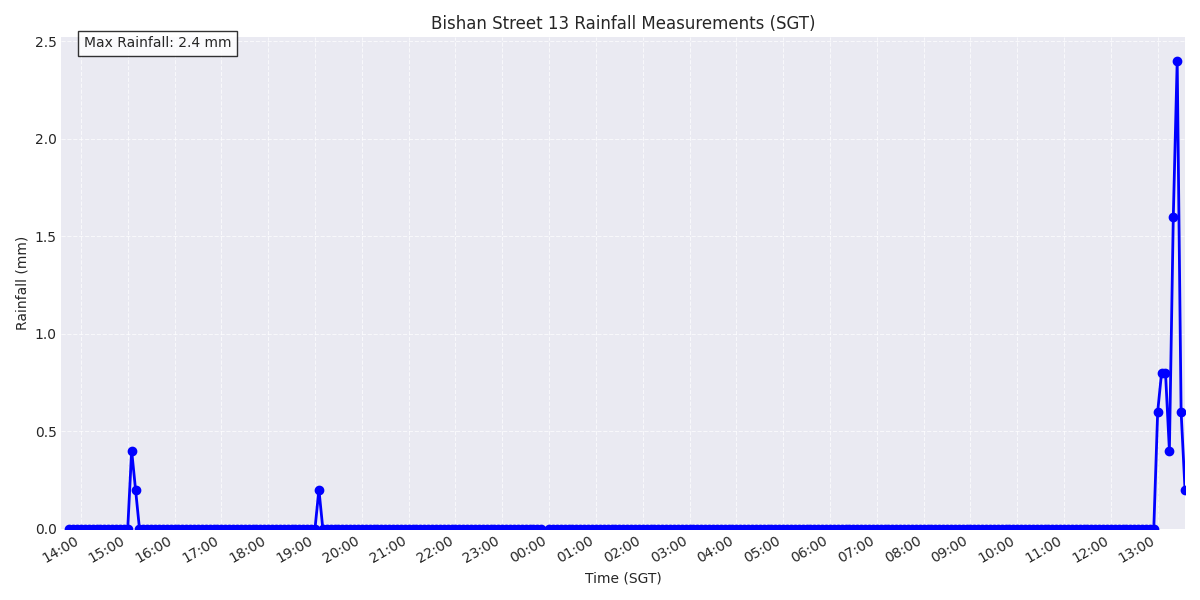 Bishan Street 13 Rainfall Measurements (SGT)
Max Rainfall: 2.4 mm
2.5
2.0
1.5
1.0
0.5
0.0
Rainfall (mm)
14:00 15:00 16:00 17:00 18:00 19:00 20:00 21:00 22:00 23:00 00:00 01:00 02:00 03:00 04:00 05:00 06:00 07:00 08:00 09:00 10:00 11:00 12:00 13:00
Time (SGT)